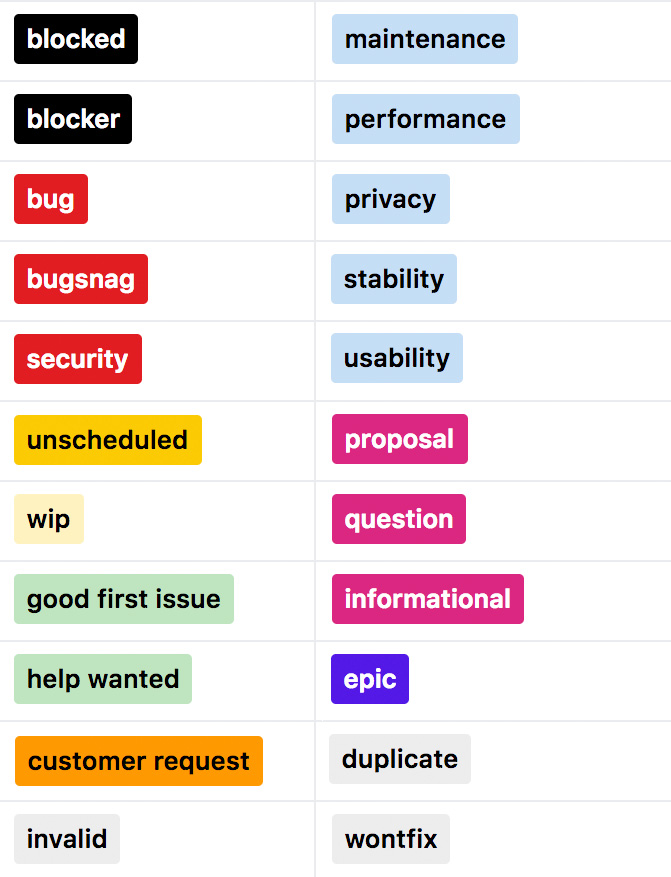 blocked
maintenance
blocker
performance
bug
privacy
bugsnag
stability
security
usability
unscheduled
proposal
wip
question
good first issue
informational
help wanted
epic
customer request
duplicate
invalid
wontfix